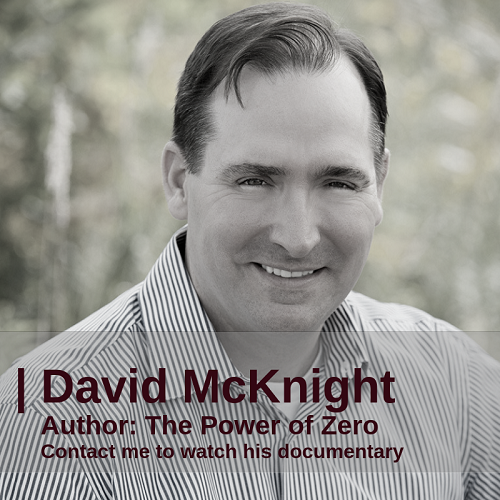 David McKnight
Author: The Power of Zero
Contact me to watch his documentary